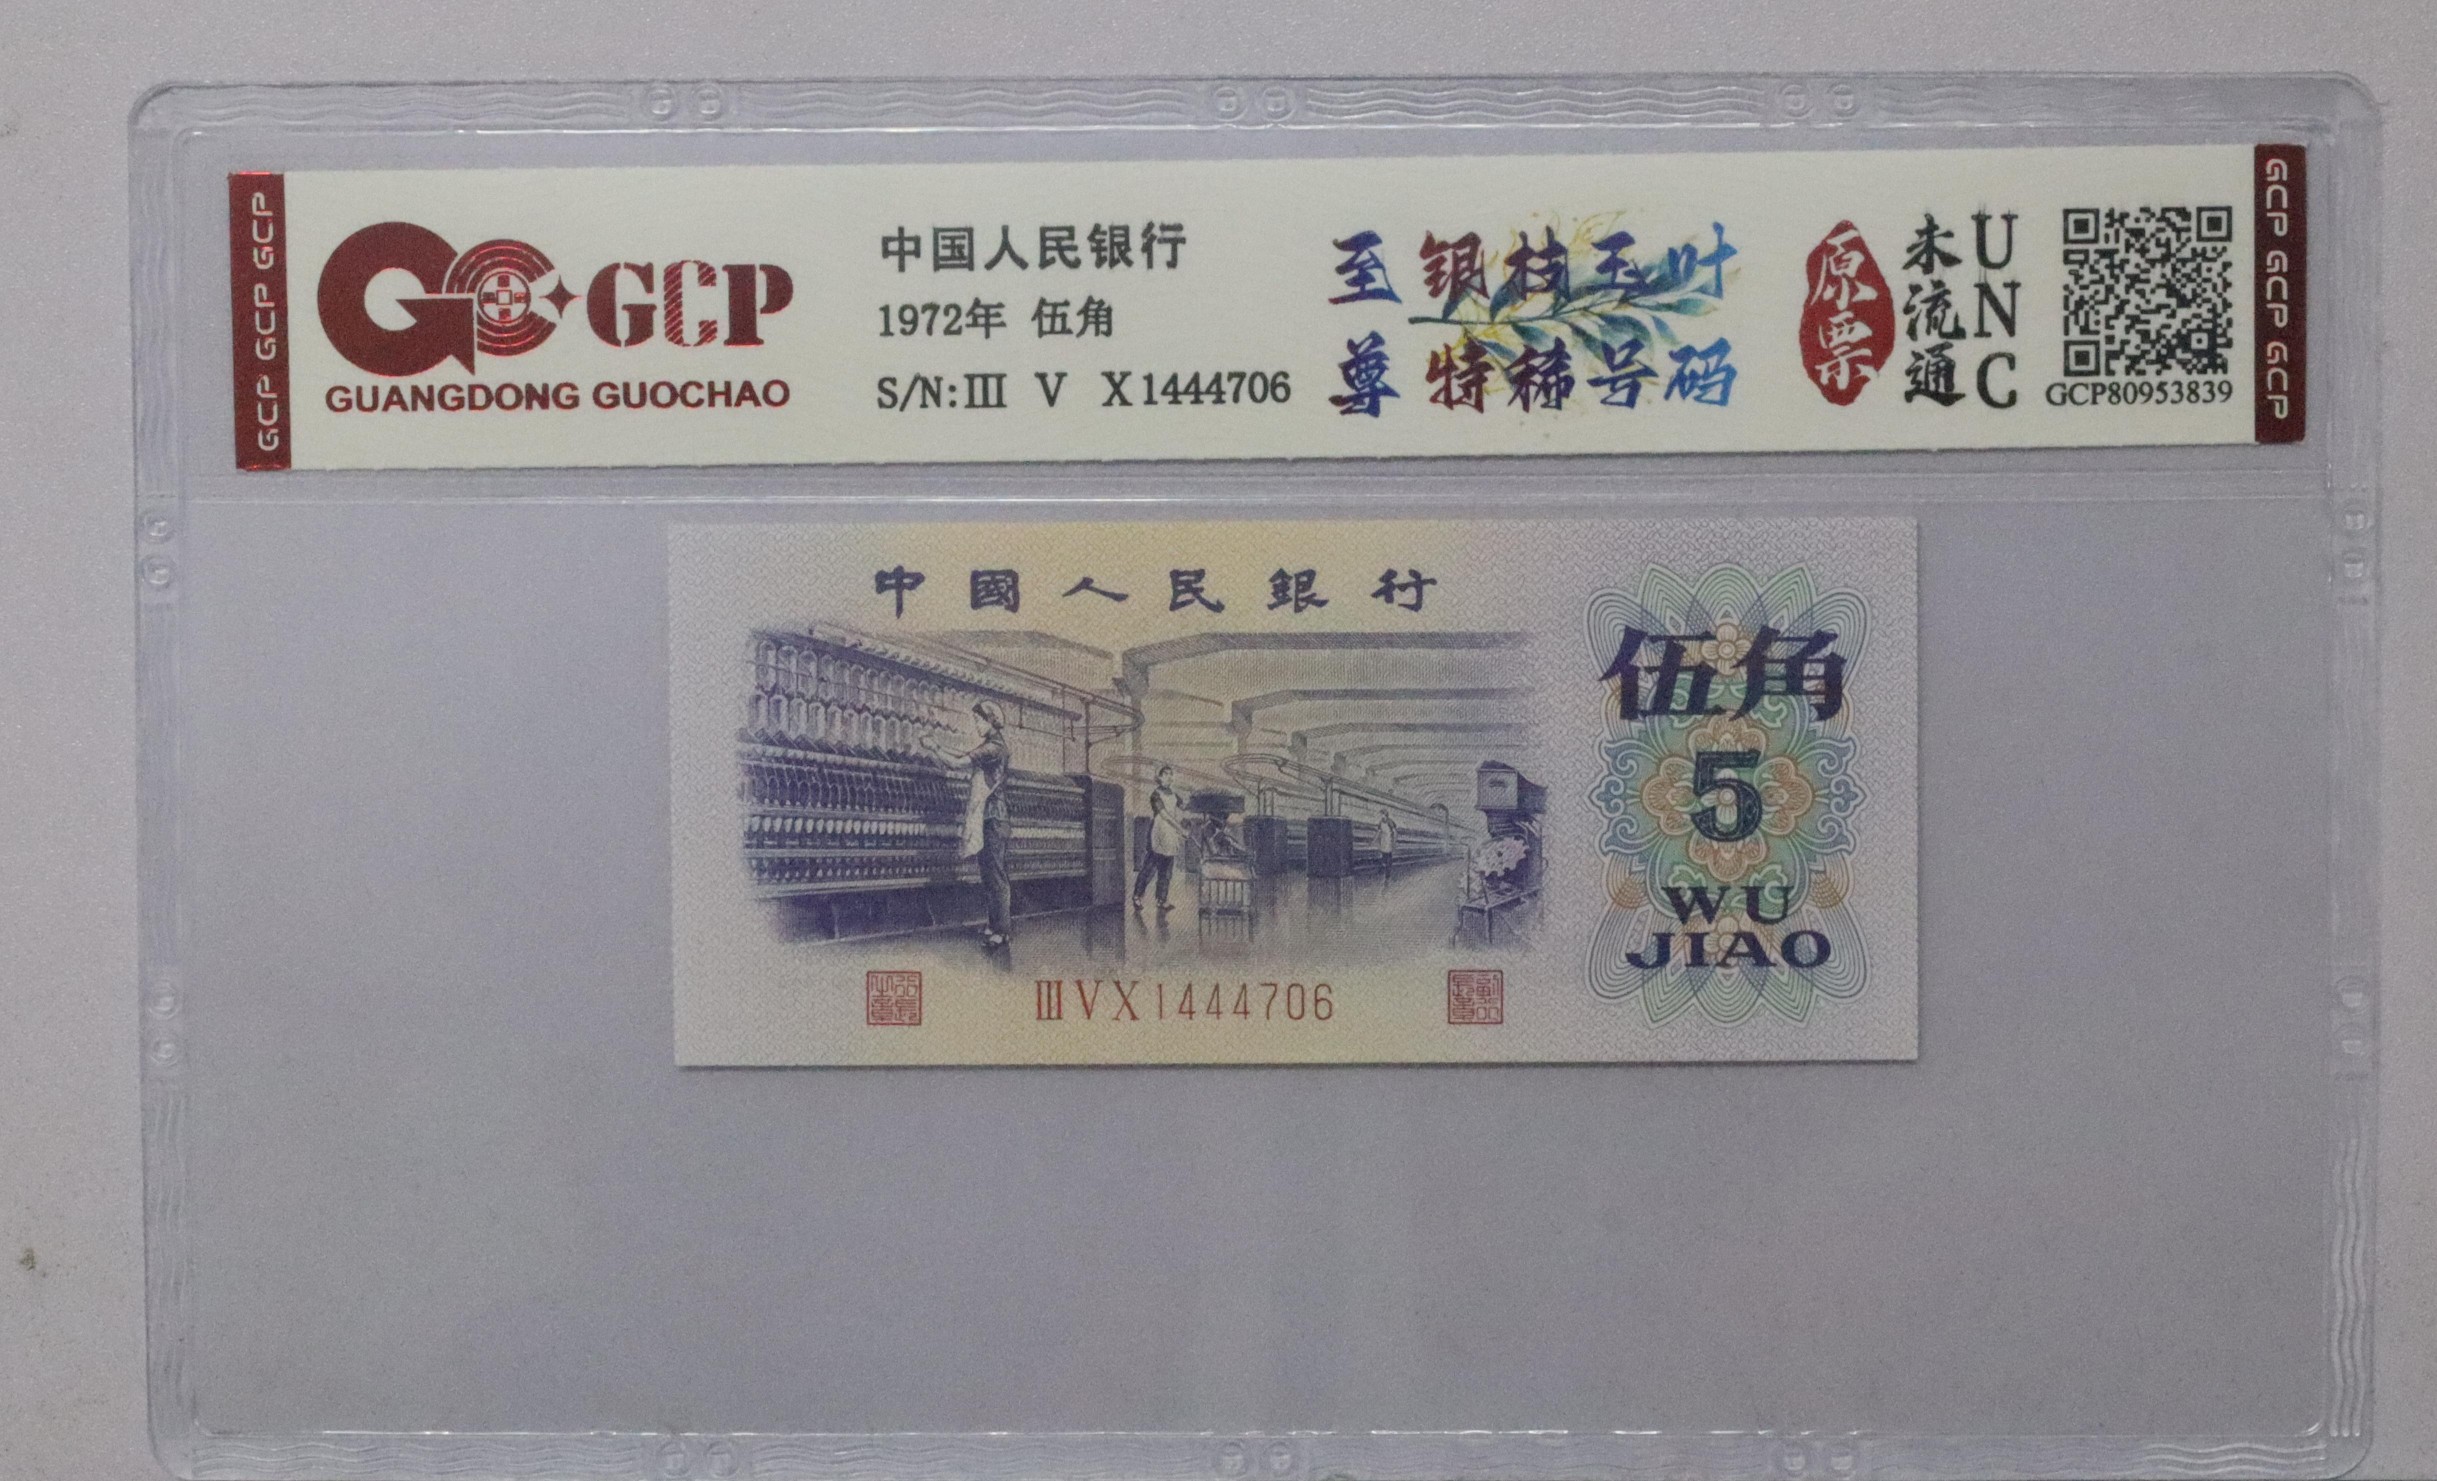 GCP GCP GCP
GCP
GUANGDONG GUOCHAO
中国人民银行
1972年 伍角
S/N:Ⅲ Ⅴ Ⅹ1444706
至尊
银枝玉叶
特稀号码
原票
未流通
UNC
GCP80953839
GCP GCP GCP
中國人民銀行
伍角
5
WU
JIAO
ⅢⅤⅩ1444706